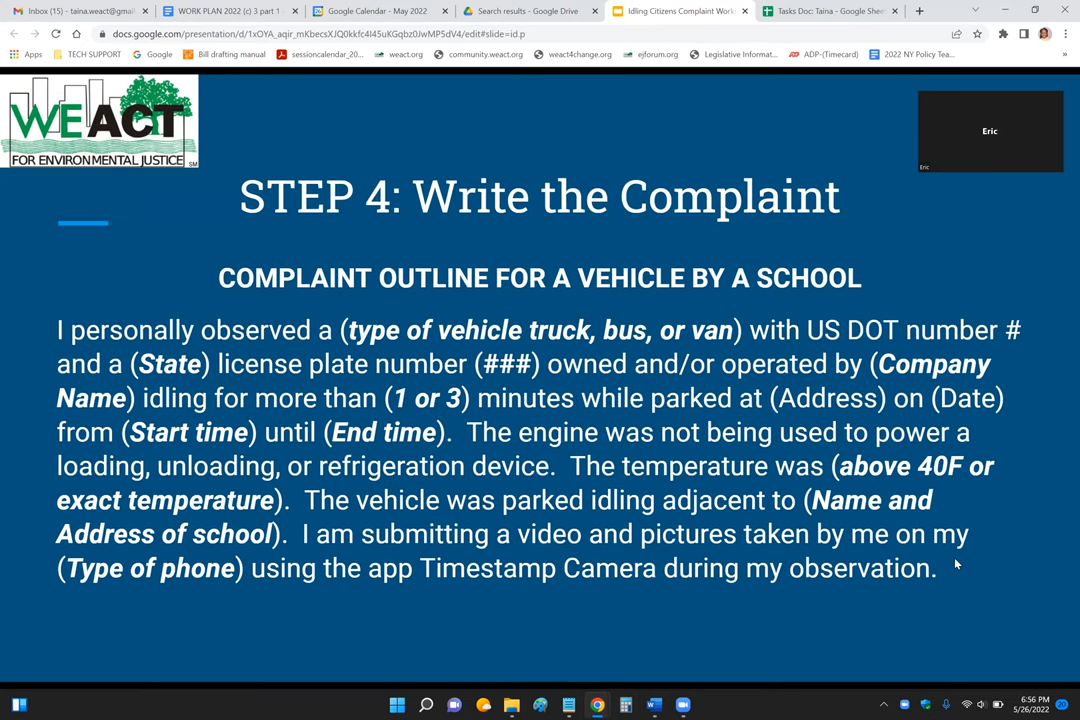 Inbox (15) - taina.weact@gmai
WORK PLAN 2022 (c) 3 part 1 -
Google Calendar - May 2022
Search results - Google Drive
Idling Citizens Complaint Work
Tasks Doc: Taina - Google Sheet
docs.google.com/presentation/d/1xOYA_aqir_mKbecsXJQ0kkfc4I45uKGqbz0JwMP5dV4/edit#slide=id.p
Apps
TECH SUPPORT
Personal
Bill drafting manual
sessioncalendar_20...
weact.org
community.weact.org
weact4change.org
ejforum.org
Legislative Informat...
ADP-(Timecard)
2022 NY Policy Tea...
WE ACT
FOR ENVIRONMENTAL JUSTICE
SM
Eric
Eric
STEP 4: Write the Complaint
COMPLAINT OUTLINE FOR A VEHICLE BY A SCHOOL
I personally observed a (type of vehicle truck, bus, or van) with US DOT number #
and a (State) license plate number (###) owned and/or operated by (Company
Name) idling for more than (1 or 3) minutes while parked at (Address) on (Date)
from (Start time) until (End time). The engine was not being used to power a
loading, unloading, or refrigeration device. The temperature was (above 40F or
exact temperature). The vehicle was parked idling adjacent to (Name and
Address of school). I am submitting a video and pictures taken by me on my
(Type of phone) using the app Timestamp Camera during my observation.
6:56 PM
5/26/2022
20